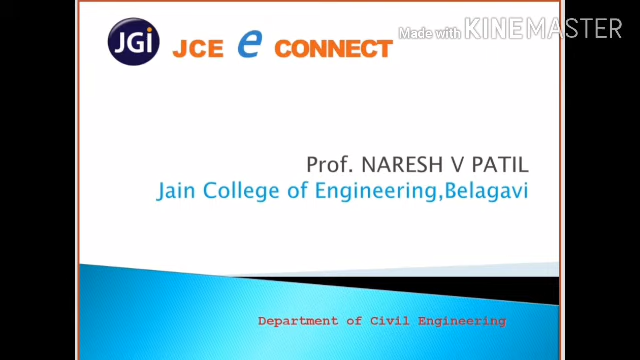 Made with KINEMASTER
JGi JCE e CONNECT
Prof. NARESH V PATIL
Jain College of Engineering,Belagavi
Department of Civil Engineering